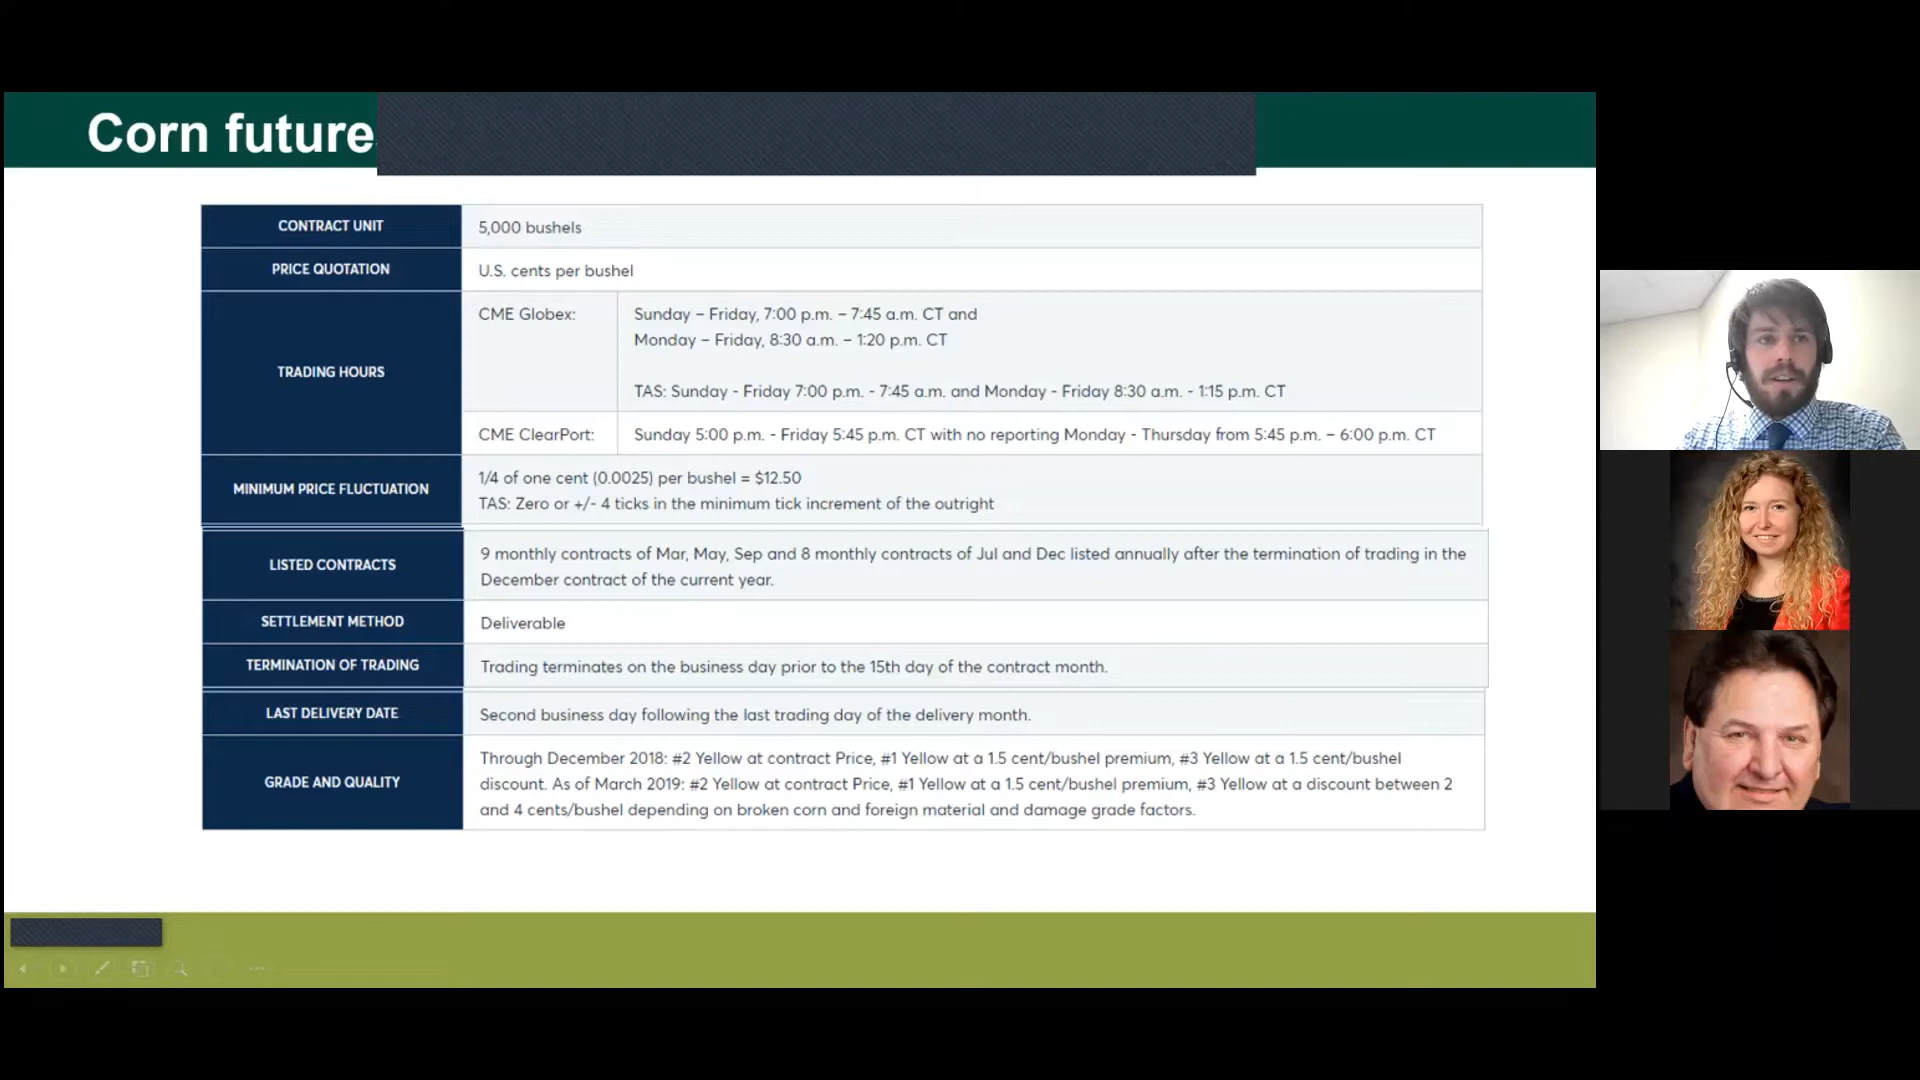 Corn future
CONTRACT UNIT
5,000 bushels
PRICE QUOTATION
U.S. cents per bushel
TRADING HOURS
CME Globex:
Sunday – Friday, 7:00 p.m. – 7:45 a.m. CT and
Monday – Friday, 8:30 a.m. – 1:20 p.m. CT
TAS: Sunday - Friday 7:00 p.m. - 7:45 a.m. and Monday - Friday 8:30 a.m. - 1:15 p.m. CT
CME ClearPort:
Sunday 5:00 p.m. - Friday 5:45 p.m. CT with no reporting Monday - Thursday from 5:45 p.m. – 6:00 p.m. CT
MINIMUM PRICE FLUCTUATION
1/4 of one cent (0.0025) per bushel = $12.50
TAS: Zero or +/- 4 ticks in the minimum tick increment of the outright
LISTED CONTRACTS
9 monthly contracts of Mar, May, Sep and 8 monthly contracts of Jul and Dec listed annually after the termination of trading in the
December contract of the current year.
SETTLEMENT METHOD
Deliverable
TERMINATION OF TRADING
Trading terminates on the business day prior to the 15th day of the contract month.
LAST DELIVERY DATE
Second business day following the last trading day of the delivery month.
GRADE AND QUALITY
Through December 2018: #2 Yellow at contract Price, #1 Yellow at a 1.5 cent/bushel premium, #3 Yellow at a 1.5 cent/bushel
discount. As of March 2019: #2 Yellow at contract Price, #1 Yellow at a 1.5 cent/bushel premium, #3 Yellow at a discount between 2
and 4 cents/bushel depending on broken corn and foreign material and damage grade factors.